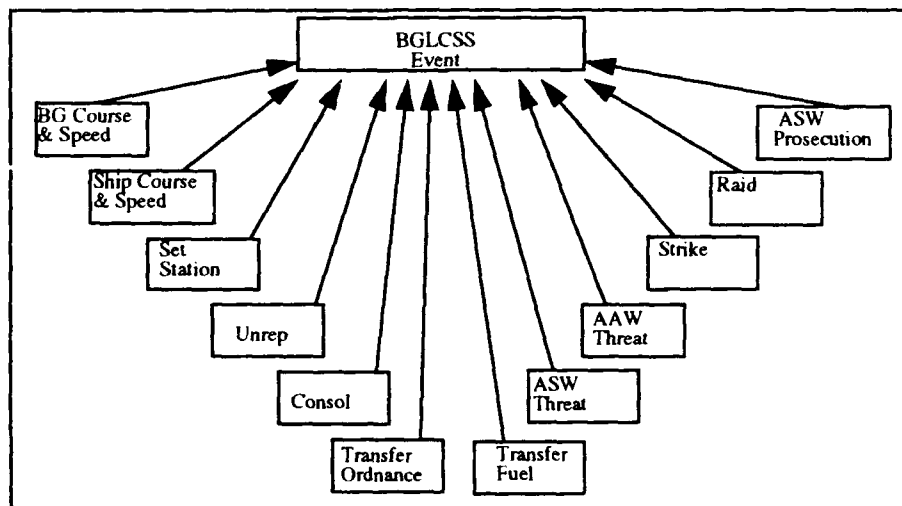 BGLCSS
Event
BG Course
& Speed
ASW
Prosecution
Ship Course
& Speed
Raid
Set
Station
Strike
Unrep
AAW
Threat
Consol
ASW
Threat
Transfer
Ordnance
Transfer
Fuel